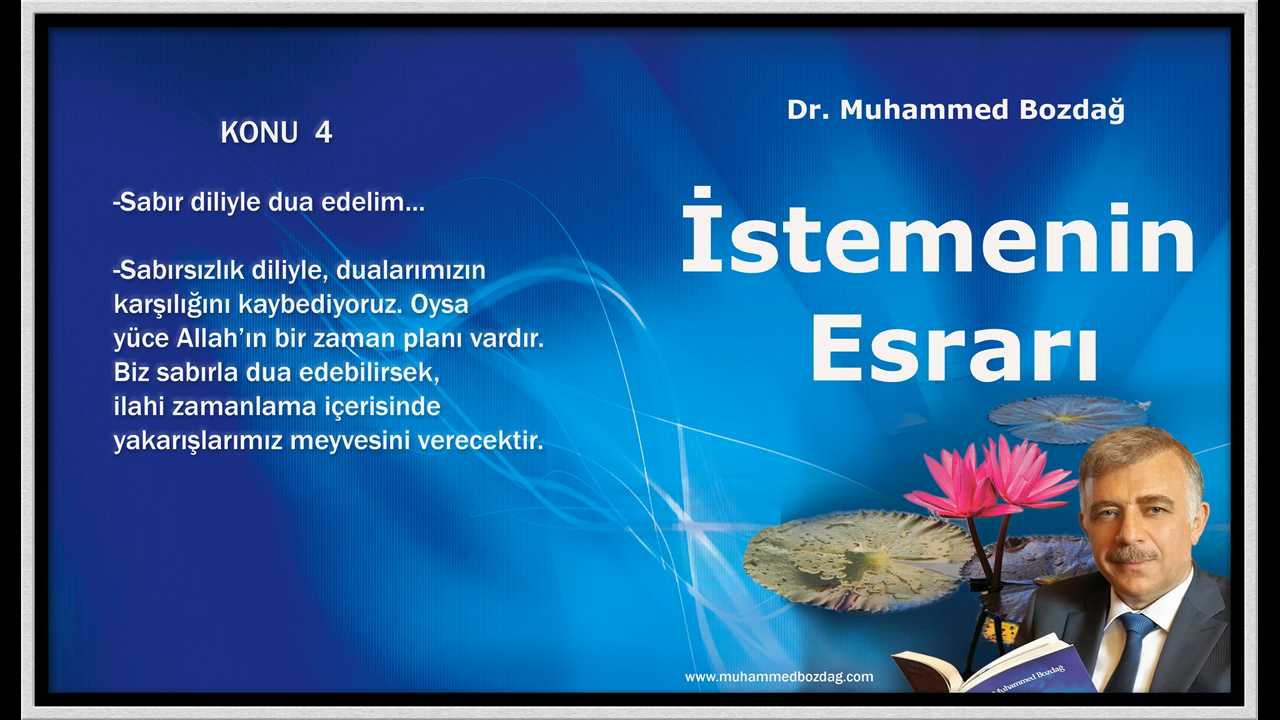 KONU 4
-Sabır diliyle dua edelim...
-Sabırsızlık diliyle, dualarımızın
karşılığını kaybediyoruz. Oysa
yüce Allah’ın bir zaman planı vardır.
Biz sabırla dua edebilirsek,
ilahi zamanlama içerisinde
yakarışlarımız meyvesini verecektir.
Dr. Muhammed Bozdağ
İstemenin
Esrarı
Muhammed Bozdağ
www.muhammedbozdag.com